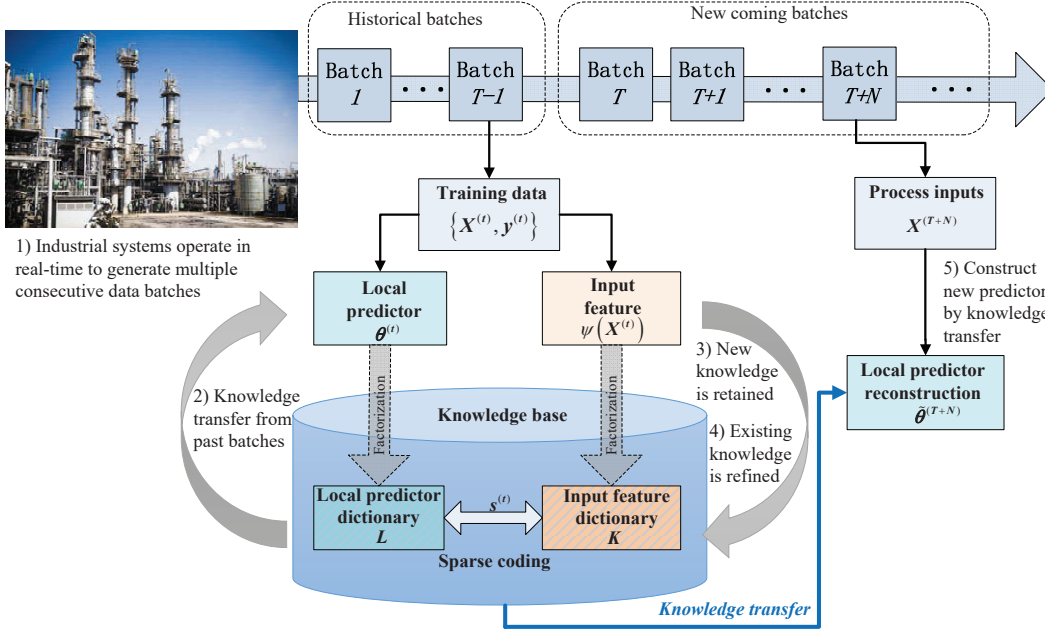 Historical batches
New coming batches
Batch
1
...
Batch
T−1
Batch
T
Batch
T+1
...
Batch
T+N
...
Training data
{X^(t), y^(t)}
Process inputs
X^(T+N)
1) Industrial systems operate in
real-time to generate multiple
consecutive data batches
Local
predictor
θ^(t)
Input
feature
ψ(X^(t))
5) Construct
new predictor
by knowledge
transfer
2) Knowledge
transfer from
past batches
Factorization
Factorization
3) New
knowledge
is retained
4) Existing
knowledge
is refined
Local predictor
reconstruction
θ̃^(T+N)
Knowledge base
Local predictor
dictionary
L
s^(t)
Input feature
dictionary
K
Sparse coding
Knowledge transfer